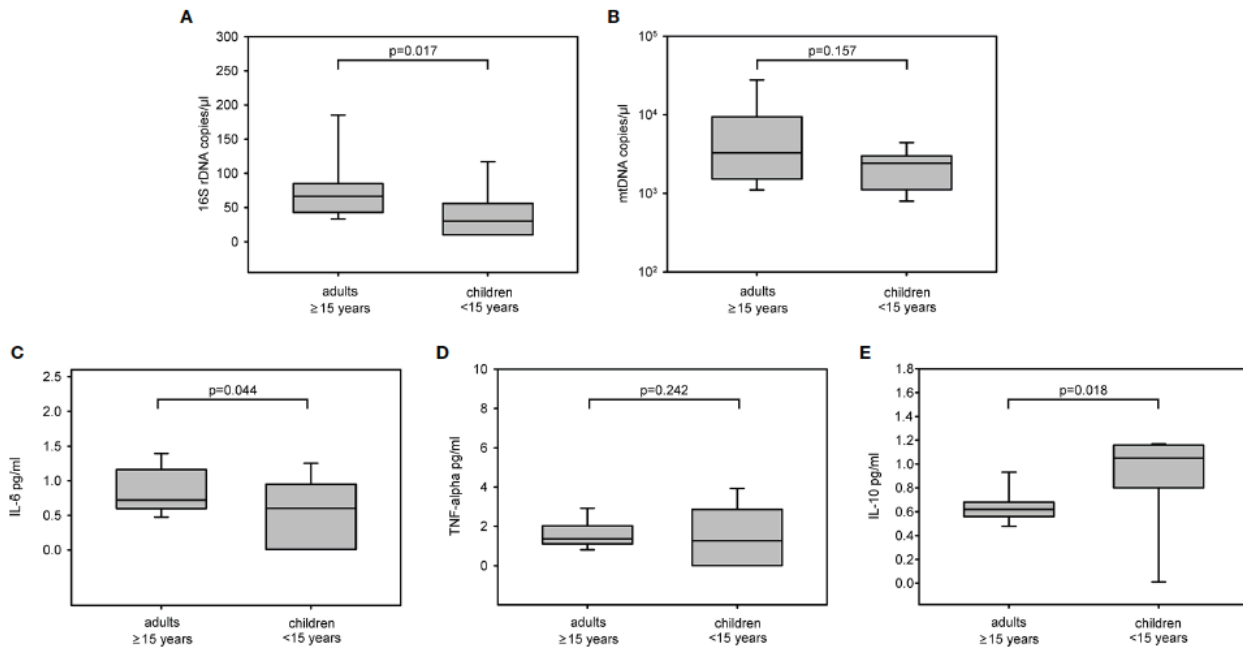 A
300
250
200
150
100
50
0
16S rDNA copies/µl
p=0.017
adults
≥ 15 years
children
<15 years
B
10⁵
10⁴
10³
10²
mtDNA copies/µl
p=0.157
adults
≥ 15 years
children
<15 years
C
2.5
2.0
1.5
1.0
0.5
0.0
IL-6 pg/ml
p=0.044
adults
≥ 15 years
children
<15 years
D
10
8
6
4
2
0
TNF-alpha pg/ml
p=0.242
adults
≥ 15 years
children
<15 years
E
1.8
1.6
1.4
1.2
1.0
0.8
0.6
0.4
0.2
0.0
IL-10 pg/ml
p=0.018
adults
≥ 15 years
children
<15 years